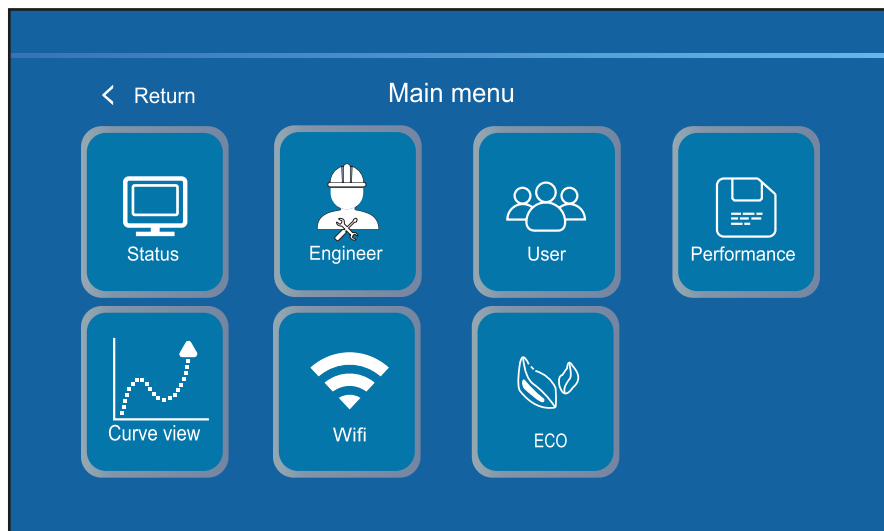 Return
Main menu
Status
Engineer
User
Performance
Curve view
Wifi
ECO